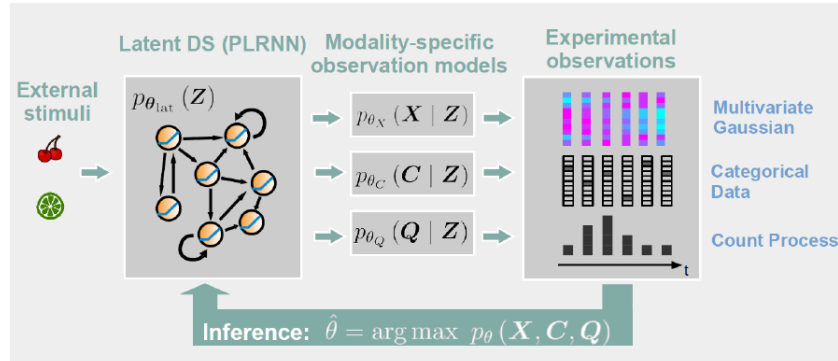 Latent DS (PLRNN)
Modality-specific
observation models
Experimental
observations
External
stimuli
p_{θ_lat} (Z)
p_{θ_X} (X | Z)
p_{θ_C} (C | Z)
p_{θ_Q} (Q | Z)
Multivariate
Gaussian
Categorical
Data
Count Process
t
Inference: θ̂ = arg max p_θ (X, C, Q)